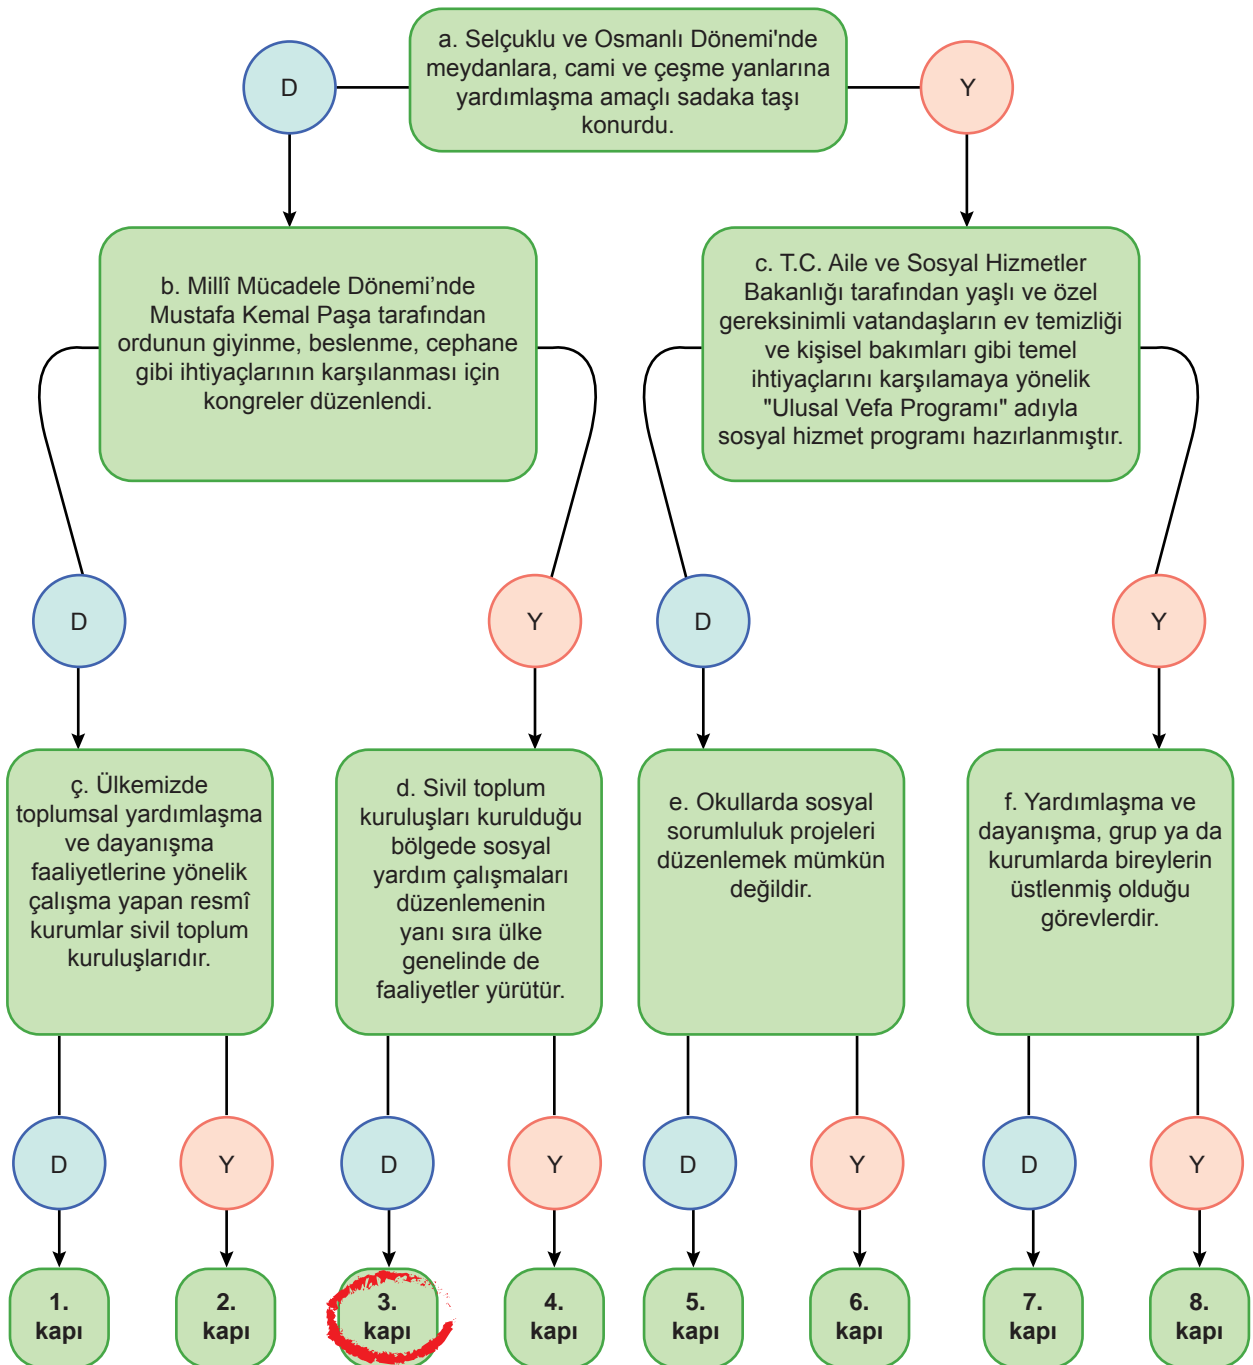 a. Selçuklu ve Osmanlı Dönemi'nde
meydanlara, cami ve çeşme yanlarına
yardımlaşma amaçlı sadaka taşı
konurdu.
D
Y
b. Millî Mücadele Dönemi’nde
Mustafa Kemal Paşa tarafından
ordunun giyinme, beslenme, cephane
gibi ihtiyaçlarının karşılanması için
kongreler düzenlendi.
c. T.C. Aile ve Sosyal Hizmetler
Bakanlığı tarafından yaşlı ve özel
gereksinimli vatandaşların ev temizliği
ve kişisel bakımları gibi temel
ihtiyaçlarını karşılamaya yönelik
"Ulusal Vefa Programı" adıyla
sosyal hizmet programı hazırlanmıştır.
D
Y
D
Y
ç. Ülkemizde
toplumsal yardımlaşma
ve dayanışma
faaliyetlerine yönelik
çalışma yapan resmî
kurumlar sivil toplum
kuruluşlarıdır.
d. Sivil toplum
kuruluşları kurulduğu
bölgede sosyal
yardım çalışmaları
düzenlemenin
yanı sıra ülke
genelinde de
faaliyetler yürütür.
e. Okullarda sosyal
sorumluluk projeleri
düzenlemek mümkün
değildir.
f. Yardımlaşma ve
dayanışma, grup ya da
kurumlarda bireylerin
üstlenmiş olduğu
görevlerdir.
D
Y
D
Y
D
Y
D
Y
1.
kapı
2.
kapı
3.
kapı
4.
kapı
5.
kapı
6.
kapı
7.
kapı
8.
kapı